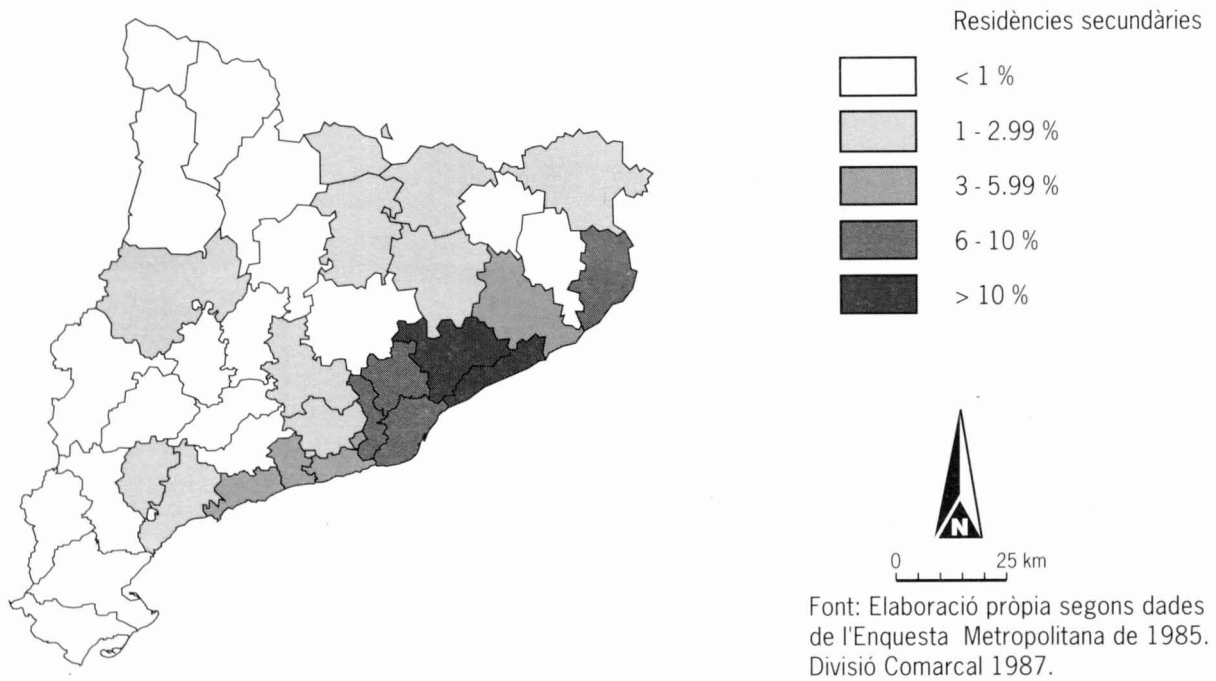 Residències secundàries
< 1 %
1 - 2.99 %
3 - 5.99 %
6 - 10 %
> 10 %
N
0 25 km
Font: Elaboració pròpia segons dades
de l'Enquesta Metropolitana de 1985.
Divisió Comarcal 1987.